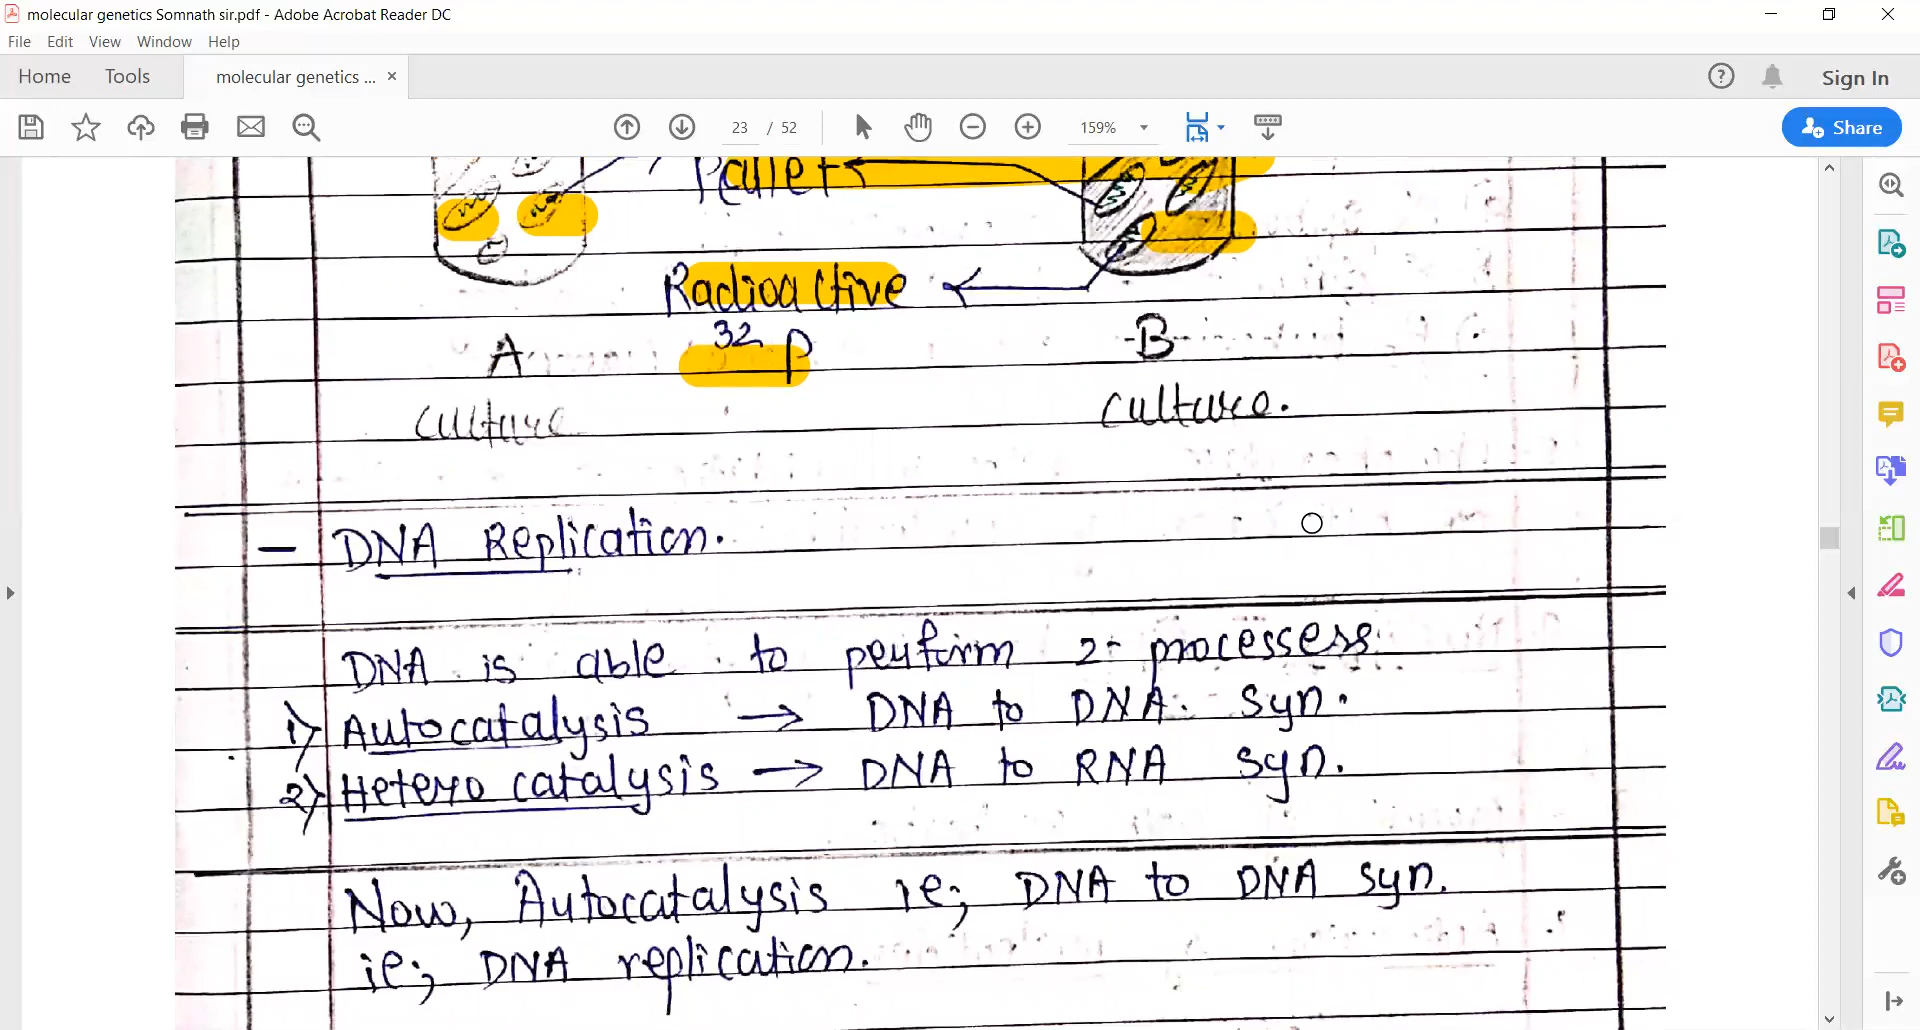 molecular genetics Somnath sir.pdf - Adobe Acrobat Reader DC
File Edit View Window Help
Home Tools molecular genetics ... ×
? Sign In
23 / 52 159% Share
Pallet
Radioactive
32
P
A B
culture culture.
— DNA Replication.
DNA is able to perform 2- processess.
1) Autocatalysis → DNA to DNA. Syn.
2) Hetero catalysis → DNA to RNA Syn.
Now, Autocatalysis ie; DNA to DNA syn.
ie; DNA replication.